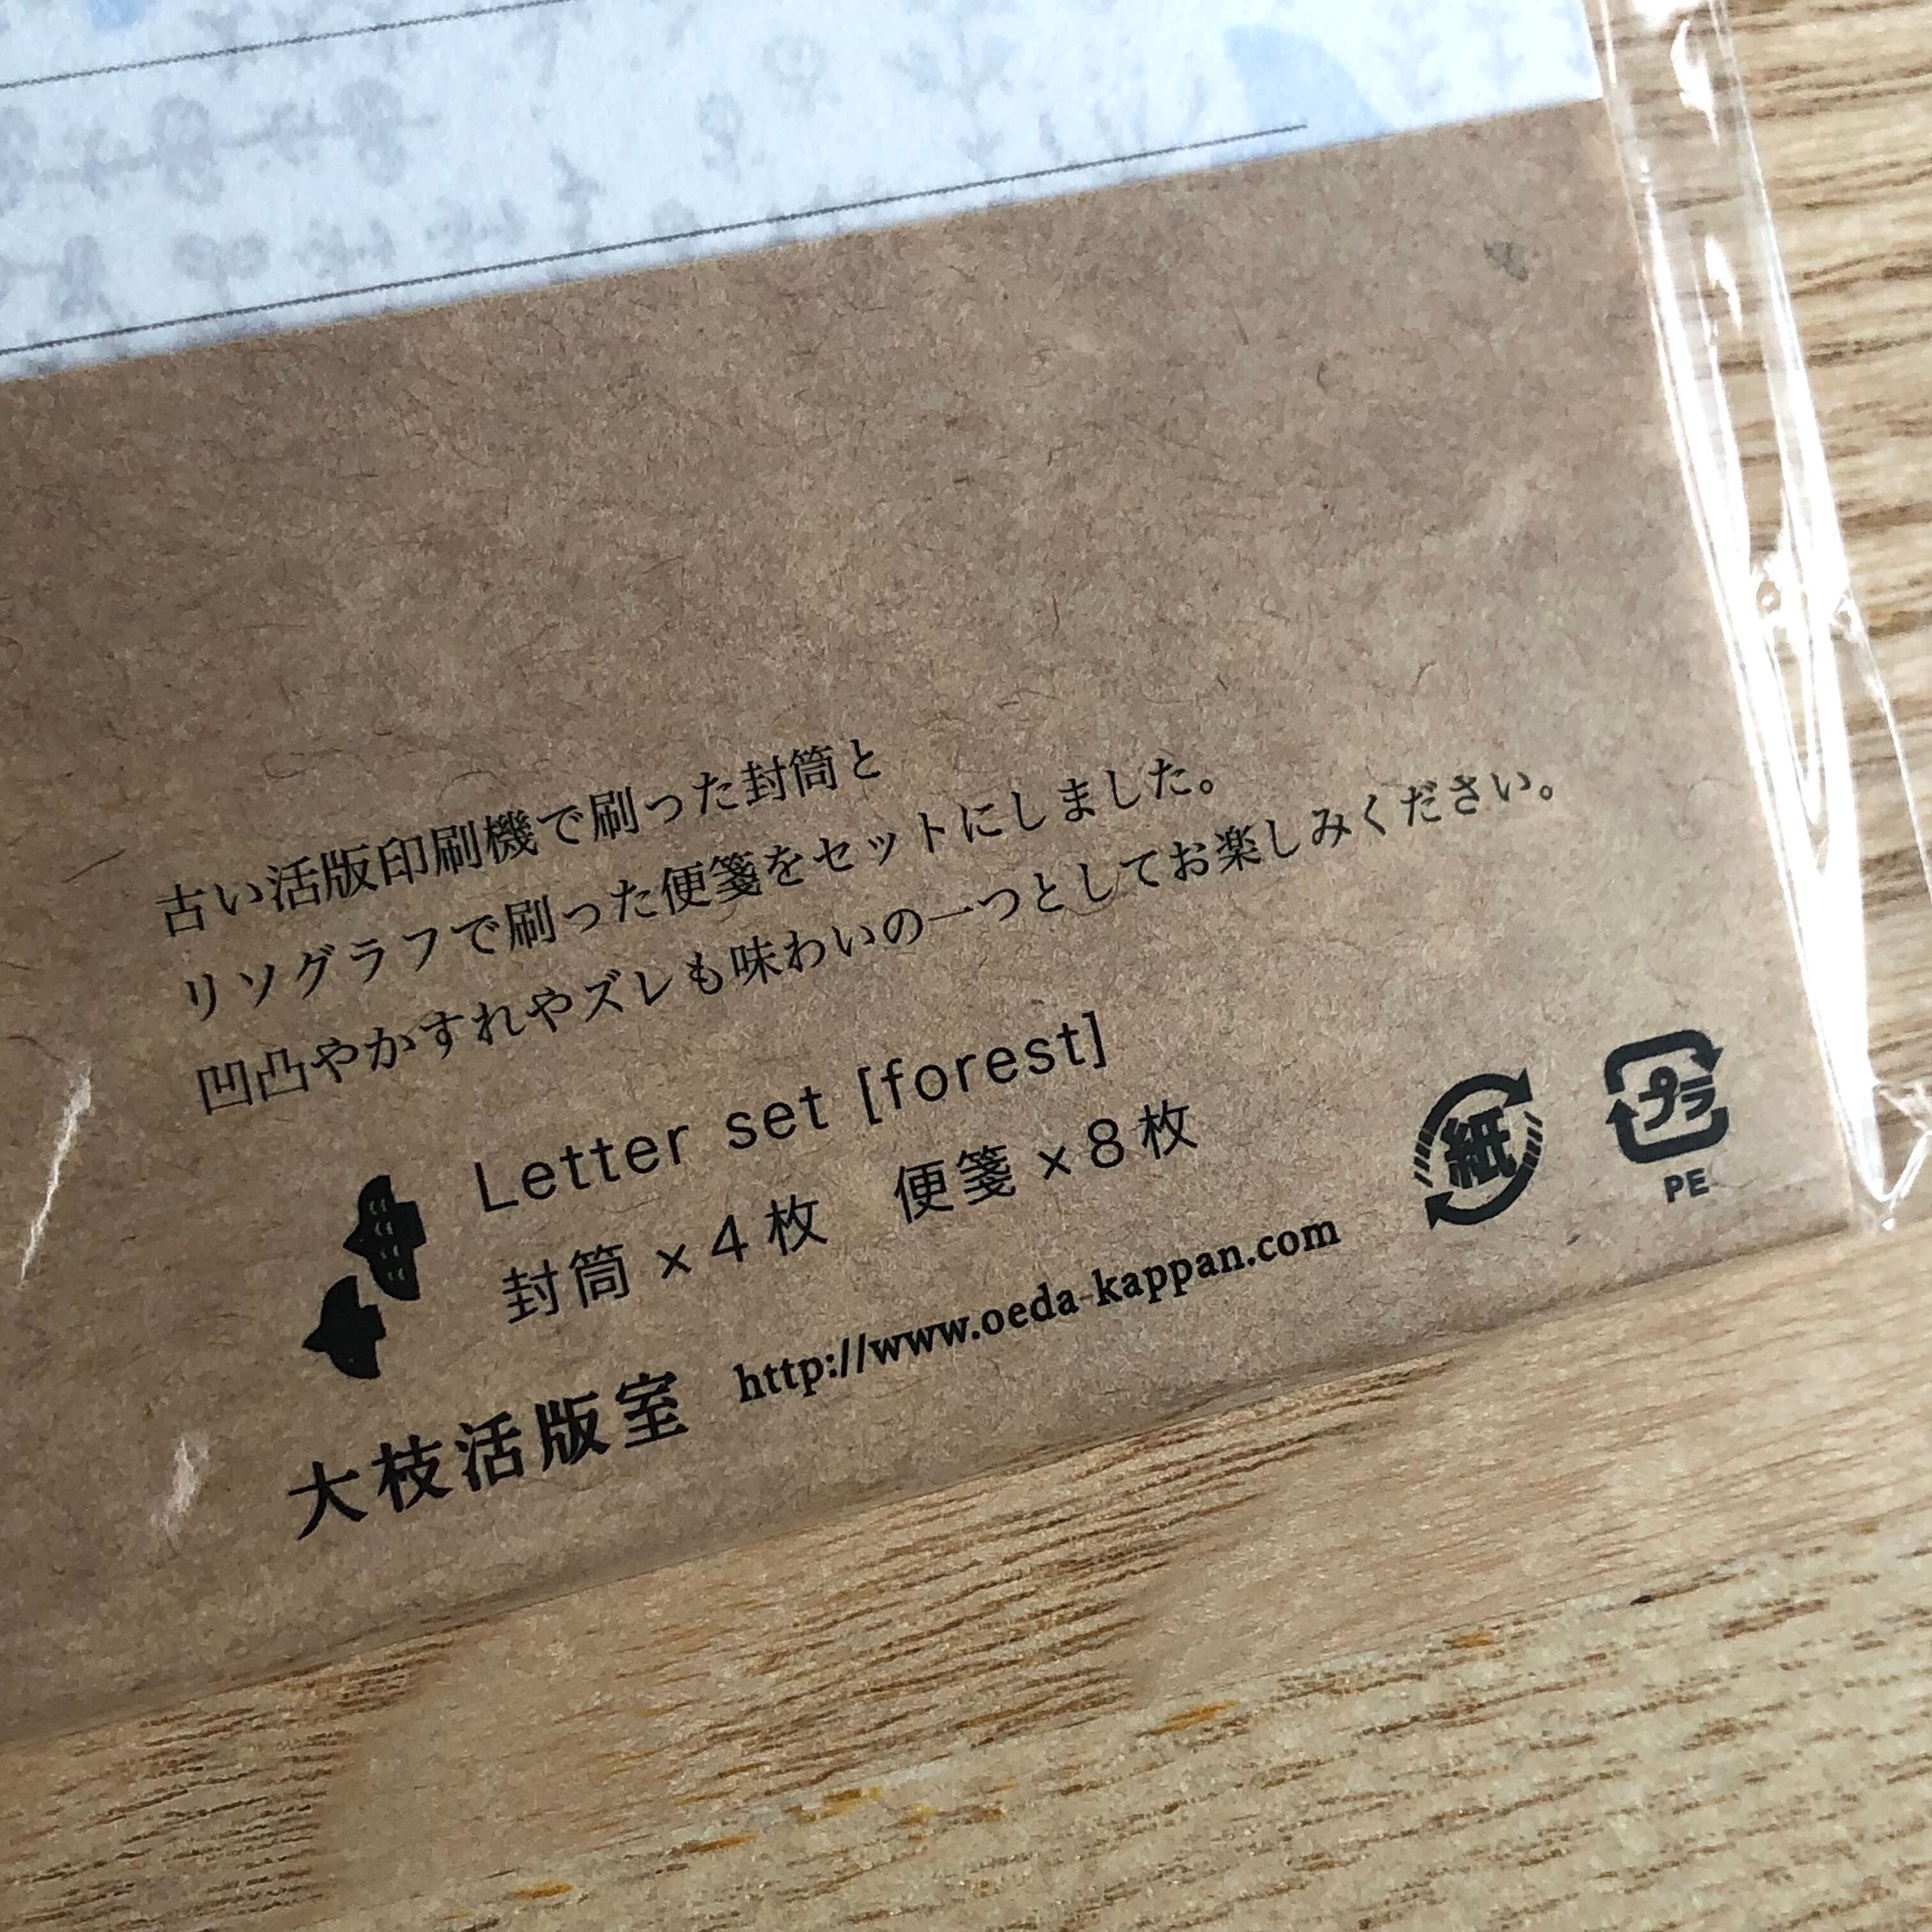 古い活版印刷機で刷った封筒と
リソグラフで刷った便箋をセットにしました。
凹凸やかすれやズレも味わいの一つとしてお楽しみください。
Letter set [forest]
封筒 × 4 枚　便箋 × 8 枚
大枝活版室 http://www.oeda-kappan.com
紙
プラ
PE